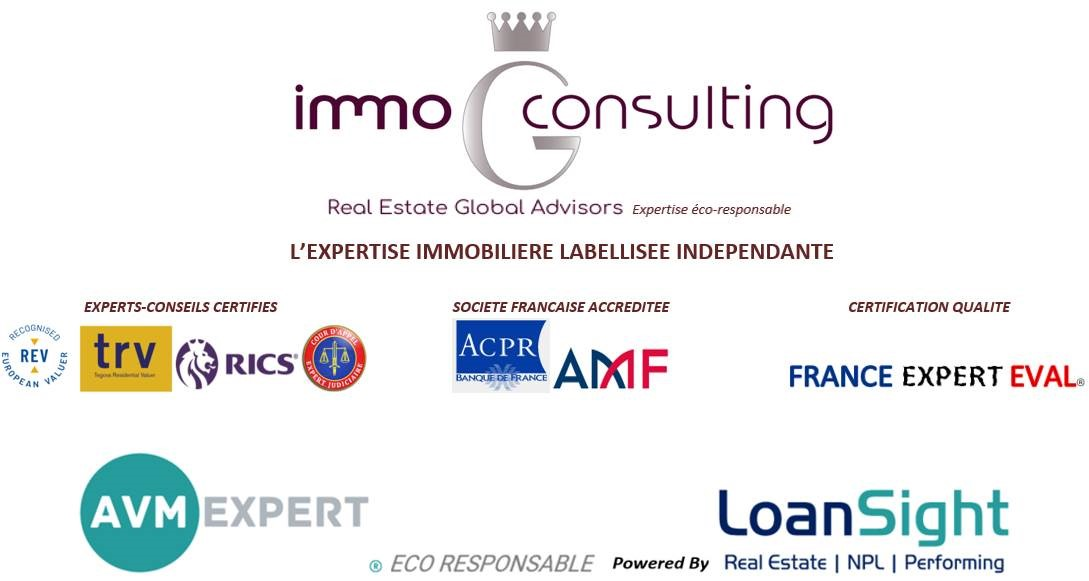 immo G consulting
Real Estate Global Advisors Expertise éco-responsable
L’EXPERTISE IMMOBILIERE LABELLISEE INDEPENDANTE
EXPERTS-CONSEILS CERTIFIES
SOCIETE FRANCAISE ACCREDITEE
CERTIFICATION QUALITE
RECOGNISED
REV
EUROPEAN VALUER
trv
Tegova Residential Valuer
RICS®
COUR D'APPEL
EXPERT JUDICIAIRE
ACPR
BANQUE DE FRANCE
AMF
FRANCE EXPERT EVAL®
AVM EXPERT
® ECO RESPONSABLE
Powered By
LoanSight
Real Estate | NPL | Performing